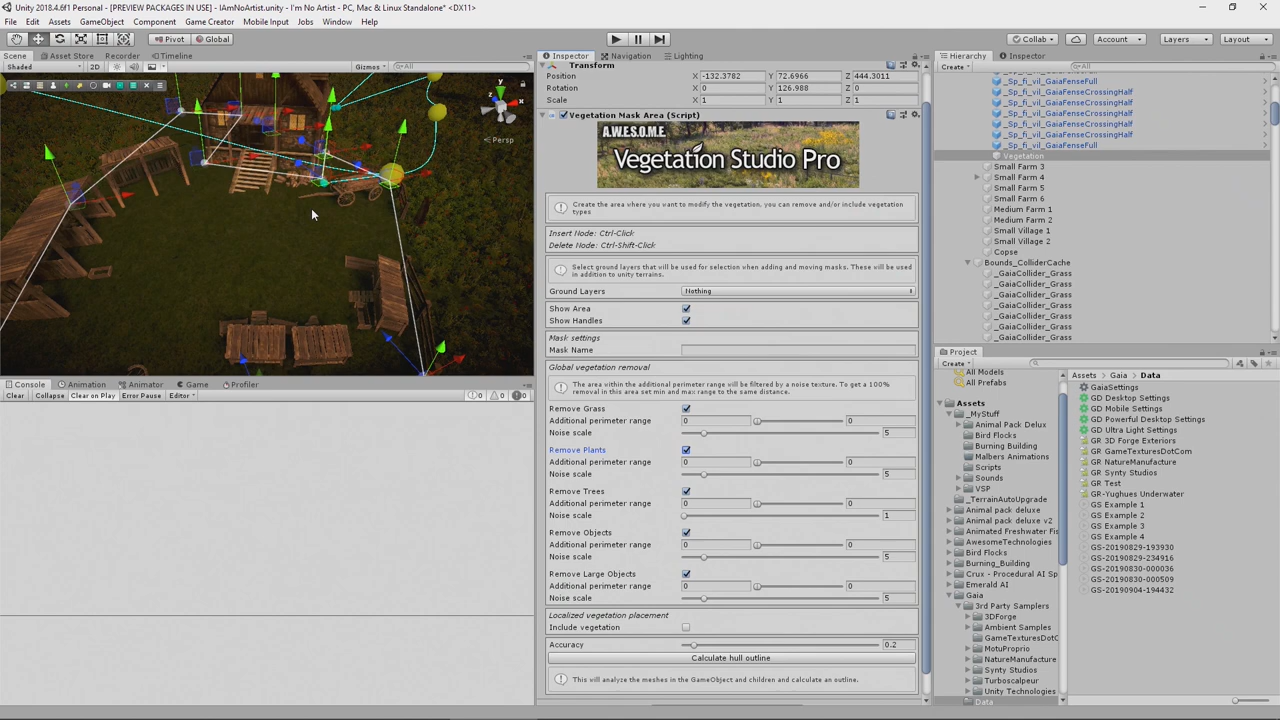 Unity 2018.4.6f1 Personal - [PREVIEW PACKAGES IN USE] - IAmNoArtist.unity - I'm No Artist - PC, Mac & Linux Standalone* <DX11>
File Edit Assets GameObject Component Game Creator Mobile Input Jobs Window Help
Pivot Global Collab Account Layers Layout
Scene Asset Store Recorder Timeline
Shaded 2D Gizmos All
y
Persp
Console Animation Animator Game Profiler
Clear Collapse Clear on Play Error Pause Editor 0 0 0
Inspector Navigation Lighting
Transform
Position X -132.3782 Y 72.6966 Z 444.3011
Rotation X 0 Y 126.988 Z 0
Scale X 1 Y 1 Z 1
Vegetation Mask Area (Script)
A.W.E.S.O.M.E.
Vegetation Studio Pro
Create the area where you want to modify the vegetation, you can remove and/or include vegetation
types
Insert Node: Ctrl-Click
Delete Node: Ctrl-Shift-Click
Select ground layers that will be used for selection when adding and moving masks. These will be used
in addition to unity terrains.
Ground Layers Nothing
Show Area
Show Handles
Mask settings
Mask Name
Global vegetation removal
The area within the additional perimeter range will be filtered by a noise texture. To get a 100%
removal in this area set min and max range to the same distance.
Remove Grass
Additional perimeter range 0 0
Noise scale 5
Remove Plants
Additional perimeter range 0 0
Noise scale 5
Remove Trees
Additional perimeter range 0 0
Noise scale 1
Remove Objects
Additional perimeter range 0 0
Noise scale 5
Remove Large Objects
Additional perimeter range 0 0
Noise scale 5
Localized vegetation placement
Include vegetation
Accuracy 0.2
Calculate hull outline
This will analyze the meshes in the GameObject and children and calculate an outline.
Hierarchy Inspector
Create All
_Sp_fi_vil_GaiaFenseFull
_Sp_fi_vil_GaiaFenseCrossingHalf
_Sp_fi_vil_GaiaFenseCrossingHalf
_Sp_fi_vil_GaiaFenseCrossingHalf
_Sp_fi_vil_GaiaFenseCrossingHalf
_Sp_fi_vil_GaiaFenseCrossingHalf
_Sp_fi_vil_GaiaFenseFull
Vegetation
Small Farm 3
Small Farm 4
Small Farm 5
Small Farm 6
Medium Farm 1
Medium Farm 2
Small Village 1
Small Village 2
Copse
Bounds_ColliderCache
_GaiaCollider_Grass
_GaiaCollider_Grass
_GaiaCollider_Grass
_GaiaCollider_Grass
_GaiaCollider_Grass
_GaiaCollider_Grass
_GaiaCollider_Grass
Project
Create
All Models
All Prefabs
Assets
_MyStuff
Animal Pack Delux
Bird Flocks
Burning Building
Malbers Animations
Scripts
Sounds
VSP
_TerrainAutoUpgrade
Animal pack deluxe
Animal pack deluxe v2
Animated Freshwater Fis
AwesomeTechnologies
Bird Flocks
Burning_Building
Crux - Procedural AI Sp
Emerald AI
Gaia
3rd Party Samplers
3DForge
Ambient Samples
GameTexturesDotC
MotuProprio
NatureManufacture
Synty Studios
Turboscalpeur
Unity Technologies
Data
Assets Gaia Data
GaiaSettings
GD Desktop Settings
GD Mobile Settings
GD Powerful Desktop Settings
GD Ultra Light Settings
GR 3D Forge Exteriors
GR GameTexturesDotCom
GR NatureManufacture
GR Synty Studios
GR Test
GR-Yughues Underwater
GS Example 1
GS Example 2
GS Example 3
GS Example 4
GS-20190829-193930
GS-20190829-234916
GS-20190830-000036
GS-20190830-000509
GS-20190904-194432